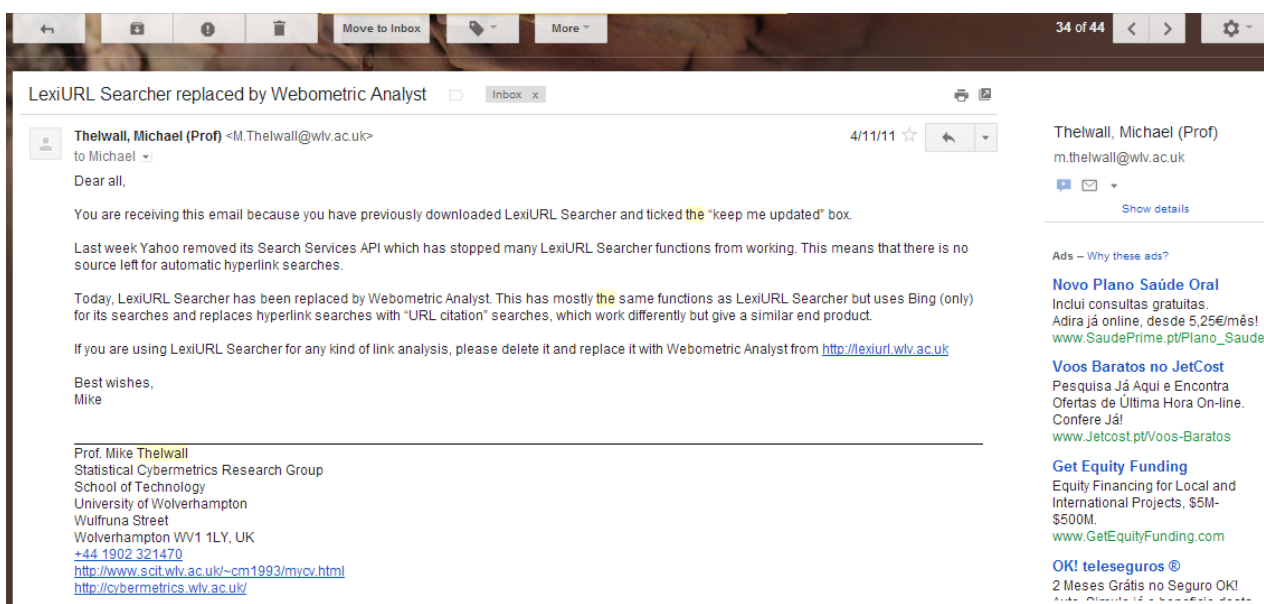 Move to Inbox
More
34 of 44
LexiURL Searcher replaced by Webometric Analyst
Inbox x
Thelwall, Michael (Prof) <M.Thelwall@wlv.ac.uk>
4/11/11
to Michael
Dear all,
You are receiving this email because you have previously downloaded LexiURL Searcher and ticked the “keep me updated” box.
Last week Yahoo removed its Search Services API which has stopped many LexiURL Searcher functions from working. This means that there is no
source left for automatic hyperlink searches.
Today, LexiURL Searcher has been replaced by Webometric Analyst. This has mostly the same functions as LexiURL Searcher but uses Bing (only)
for its searches and replaces hyperlink searches with “URL citation” searches, which work differently but give a similar end product.
If you are using LexiURL Searcher for any kind of link analysis, please delete it and replace it with Webometric Analyst from http://lexiurl.wlv.ac.uk
Best wishes,
Mike
Prof. Mike Thelwall
Statistical Cybermetrics Research Group
School of Technology
University of Wolverhampton
Wulfruna Street
Wolverhampton WV1 1LY, UK
+44 1902 321470
http://www.scit.wlv.ac.uk/~cm1993/mycv.html
http://cybermetrics.wlv.ac.uk/
Thelwall, Michael (Prof)
m.thelwall@wlv.ac.uk
Show details
Ads – Why these ads?
Novo Plano Saúde Oral
Inclui consultas gratuitas.
Adira já online, desde 5,25€/mês!
www.SaudePrime.pt/Plano_Saude
Voos Baratos no JetCost
Pesquisa Já Aqui e Encontra
Ofertas de Última Hora On-line.
Confere Já!
www.Jetcost.pt/Voos-Baratos
Get Equity Funding
Equity Financing for Local and
International Projects, $5M-
$500M.
www.GetEquityFunding.com
OK! teleseguros ®
2 Meses Grátis no Seguro OK!